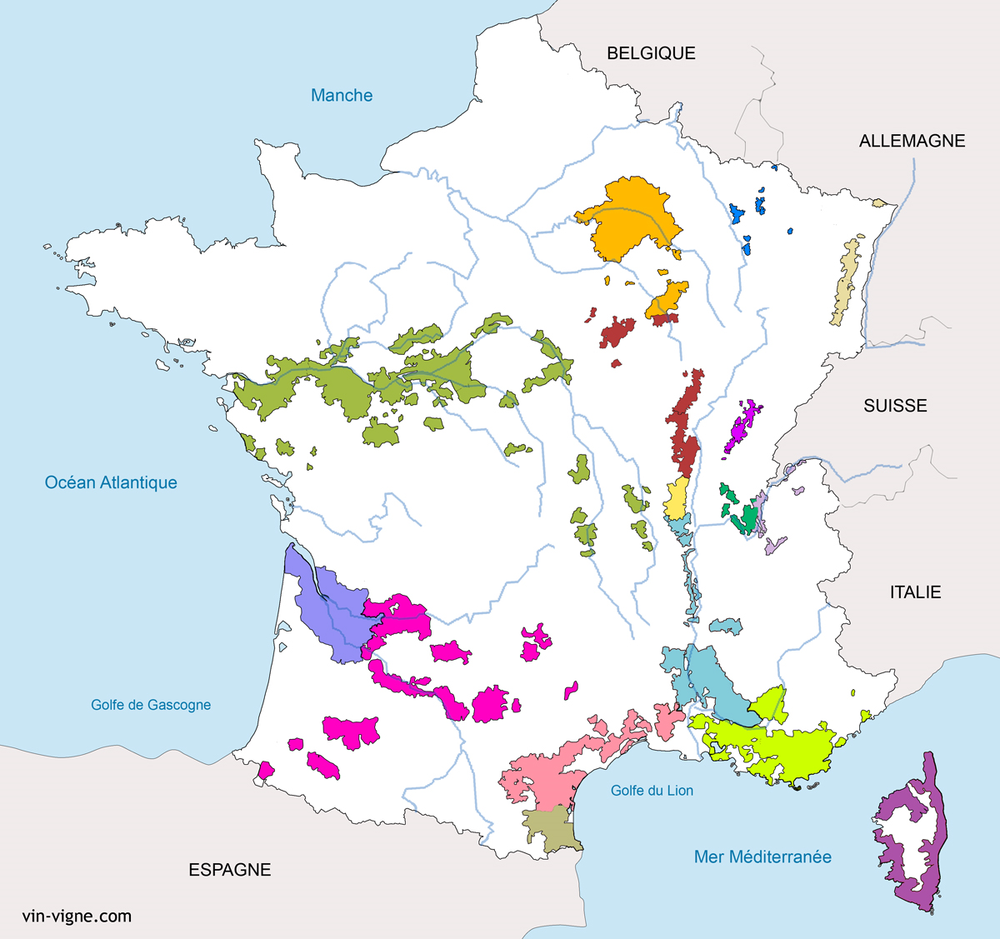 BELGIQUE
Manche
ALLEMAGNE
SUISSE
Océan Atlantique
ITALIE
Golfe de Gascogne
Golfe du Lion
Mer Méditerranée
ESPAGNE
vin-vigne.com